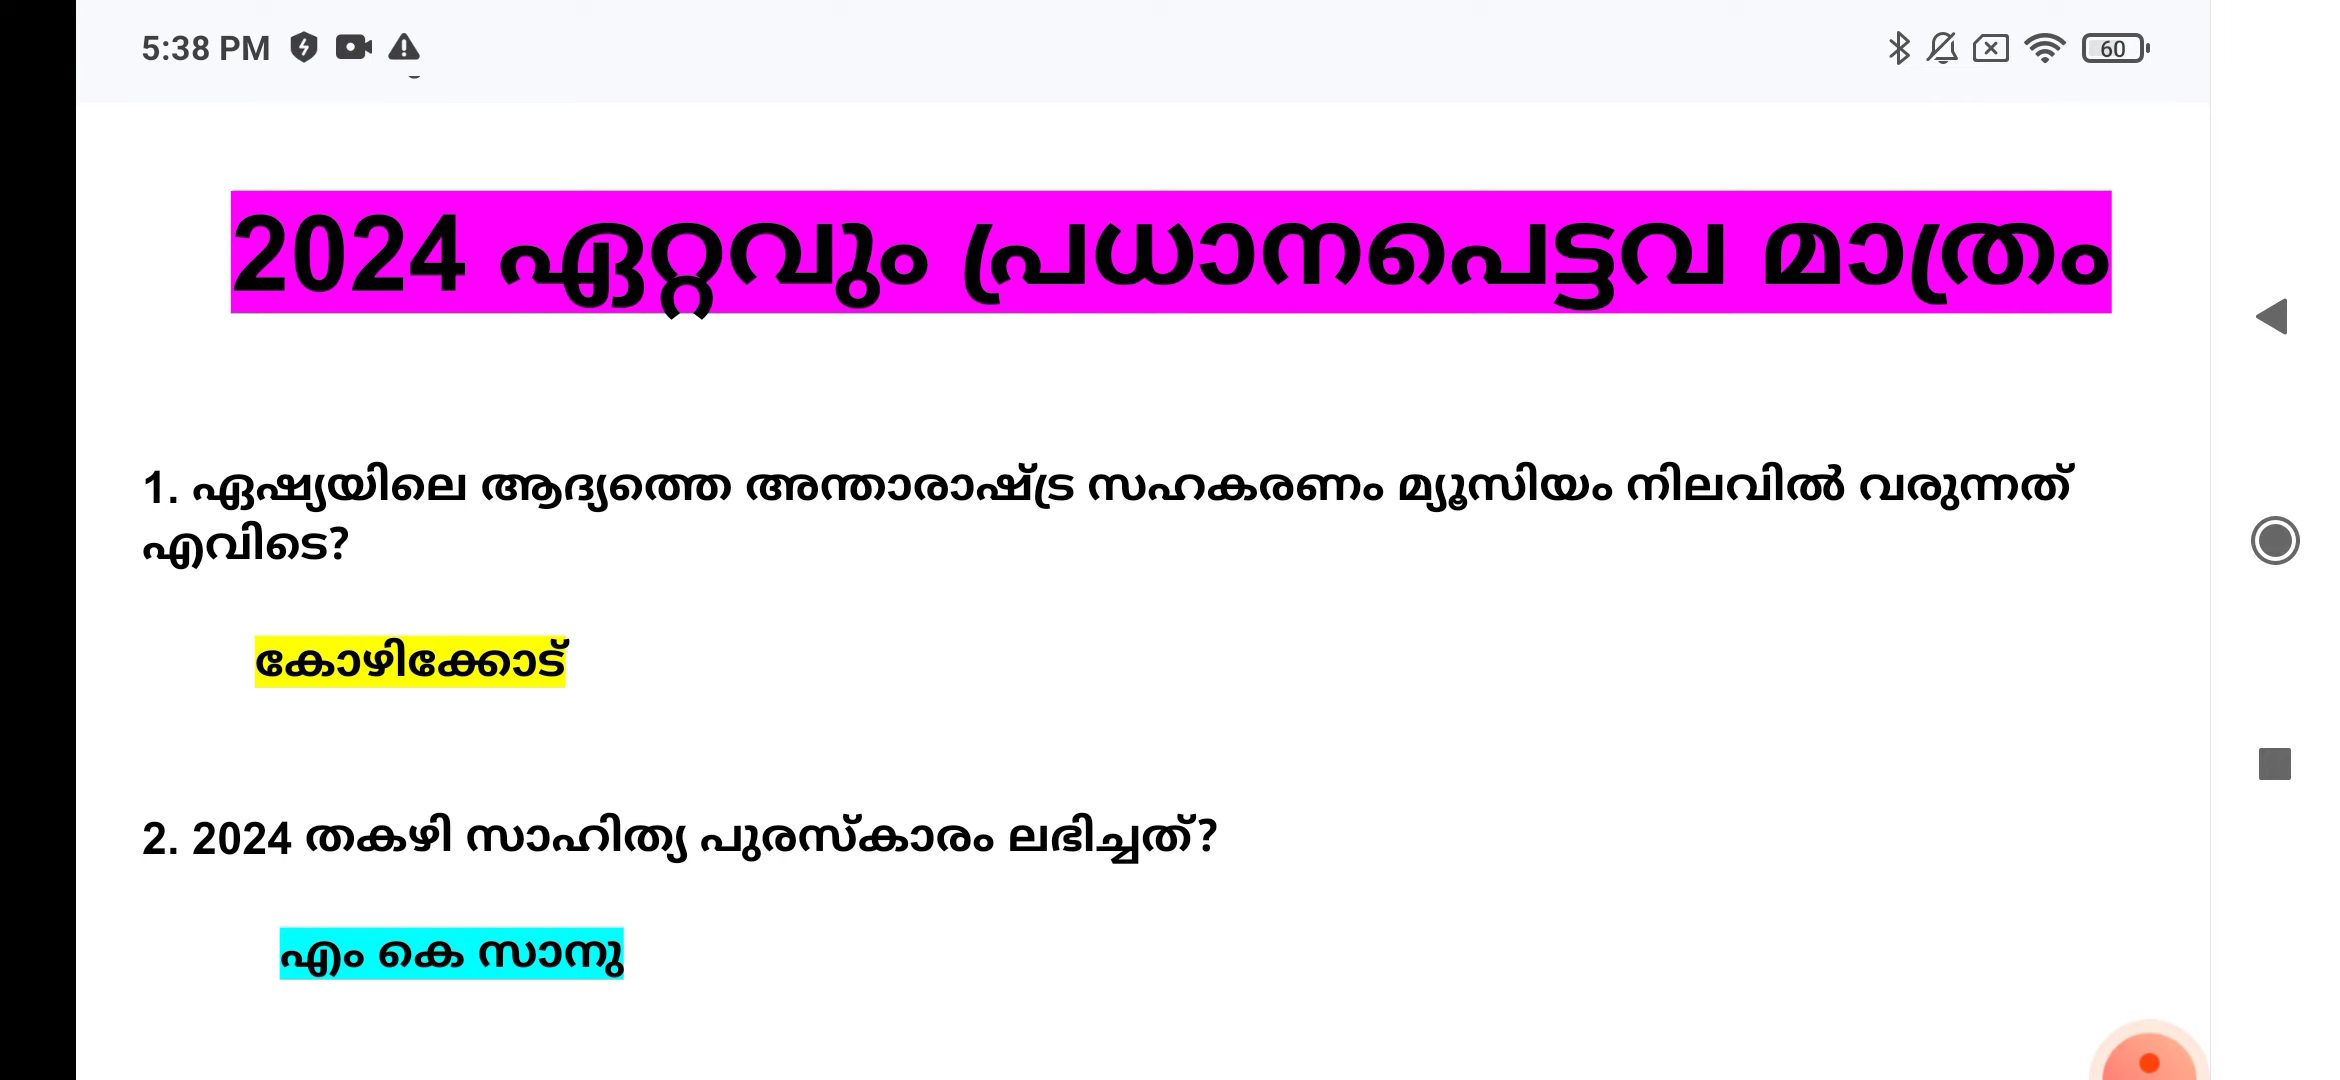 5:38 PM
60
2024 ഏറ്റവും പ്രധാനപെട്ടവ മാത്രം
1. ഏഷ്യയിലെ ആദ്യത്തെ അന്താരാഷ്ട്ര സഹകരണം മ്യൂസിയം നിലവിൽ വരുന്നത്
എവിടെ?
കോഴിക്കോട്
2. 2024 തകഴി സാഹിത്യ പുരസ്കാരം ലഭിച്ചത്?
എം കെ സാനു